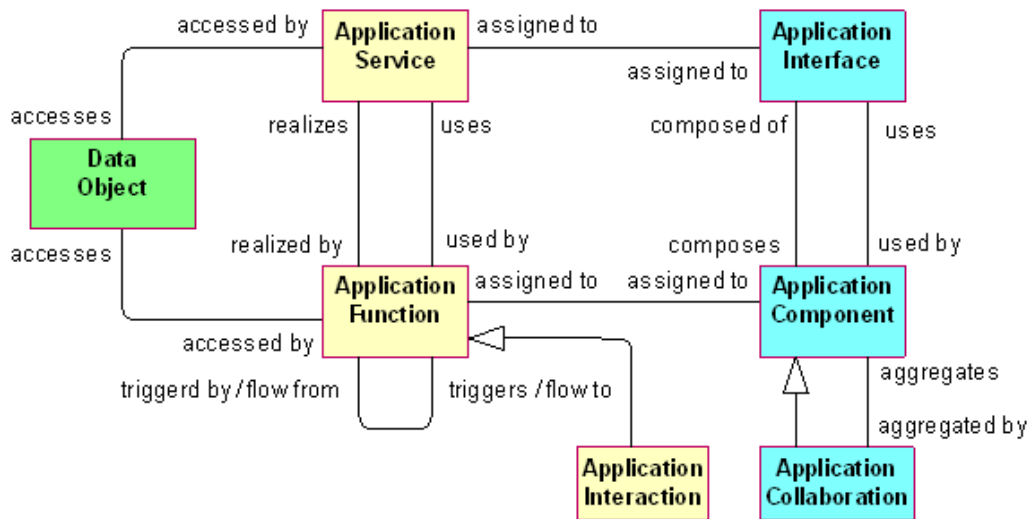 accessed by
Application
Service
assigned to
Application
Interface
assigned to
accesses
realizes
uses
composed of
uses
Data
Object
accesses
realized by
used by
composes
used by
Application
Function
assigned to
assigned to
Application
Component
accessed by
triggerd by / flow from
triggers / flow to
aggregates
aggregated by
Application
Interaction
Application
Collaboration